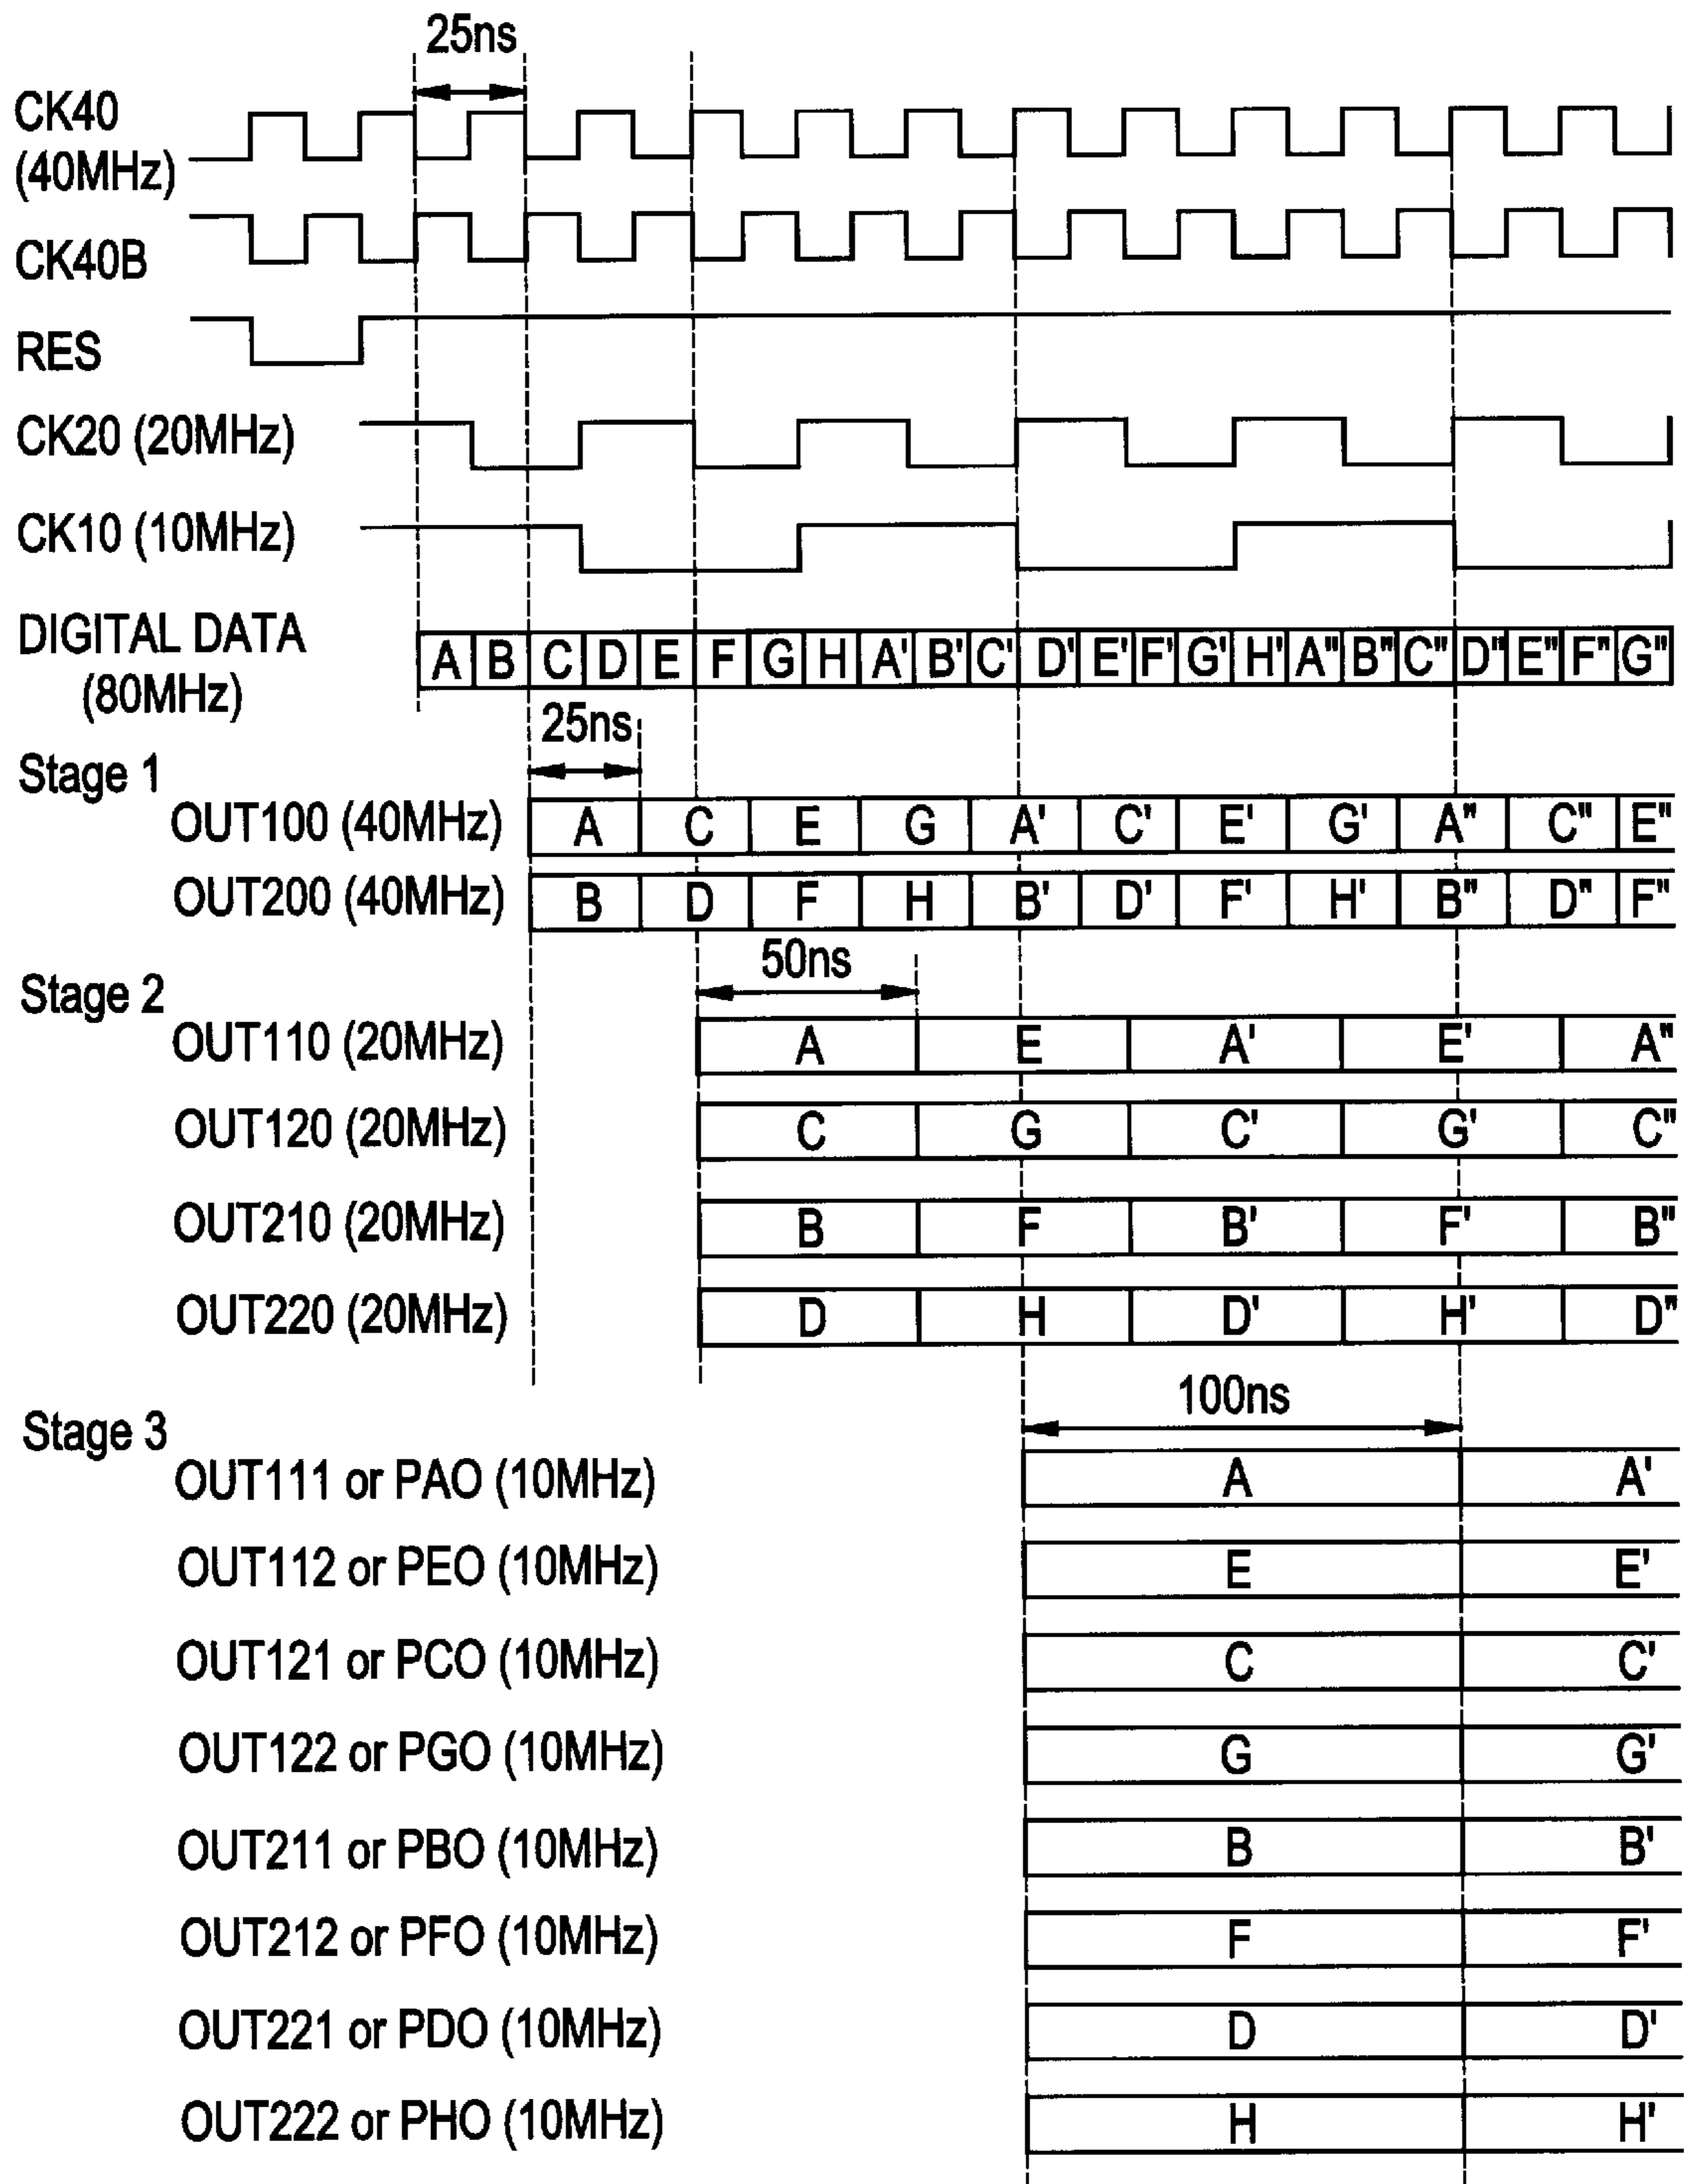 25ns
CK40
(40MHz)
CK40B
RES
CK20 (20MHz)
CK10 (10MHz)
DIGITAL DATA
(80MHz)
A B C D E F G H A' B' C' D' E' F' G' H' A" B" C" D" E" F" G"
25ns
Stage 1
OUT100 (40MHz) A C E G A' C' E' G' A" C" E"
OUT200 (40MHz) B D F H B' D' F' H' B" D" F"
50ns
Stage 2
OUT110 (20MHz) A E A' E' A"
OUT120 (20MHz) C G C' G' C"
OUT210 (20MHz) B F B' F' B"
OUT220 (20MHz) D H D' H' D"
100ns
Stage 3
OUT111 or PAO (10MHz) A A'
OUT112 or PEO (10MHz) E E'
OUT121 or PCO (10MHz) C C'
OUT122 or PGO (10MHz) G G'
OUT211 or PBO (10MHz) B B'
OUT212 or PFO (10MHz) F F'
OUT221 or PDO (10MHz) D D'
OUT222 or PHO (10MHz) H H'